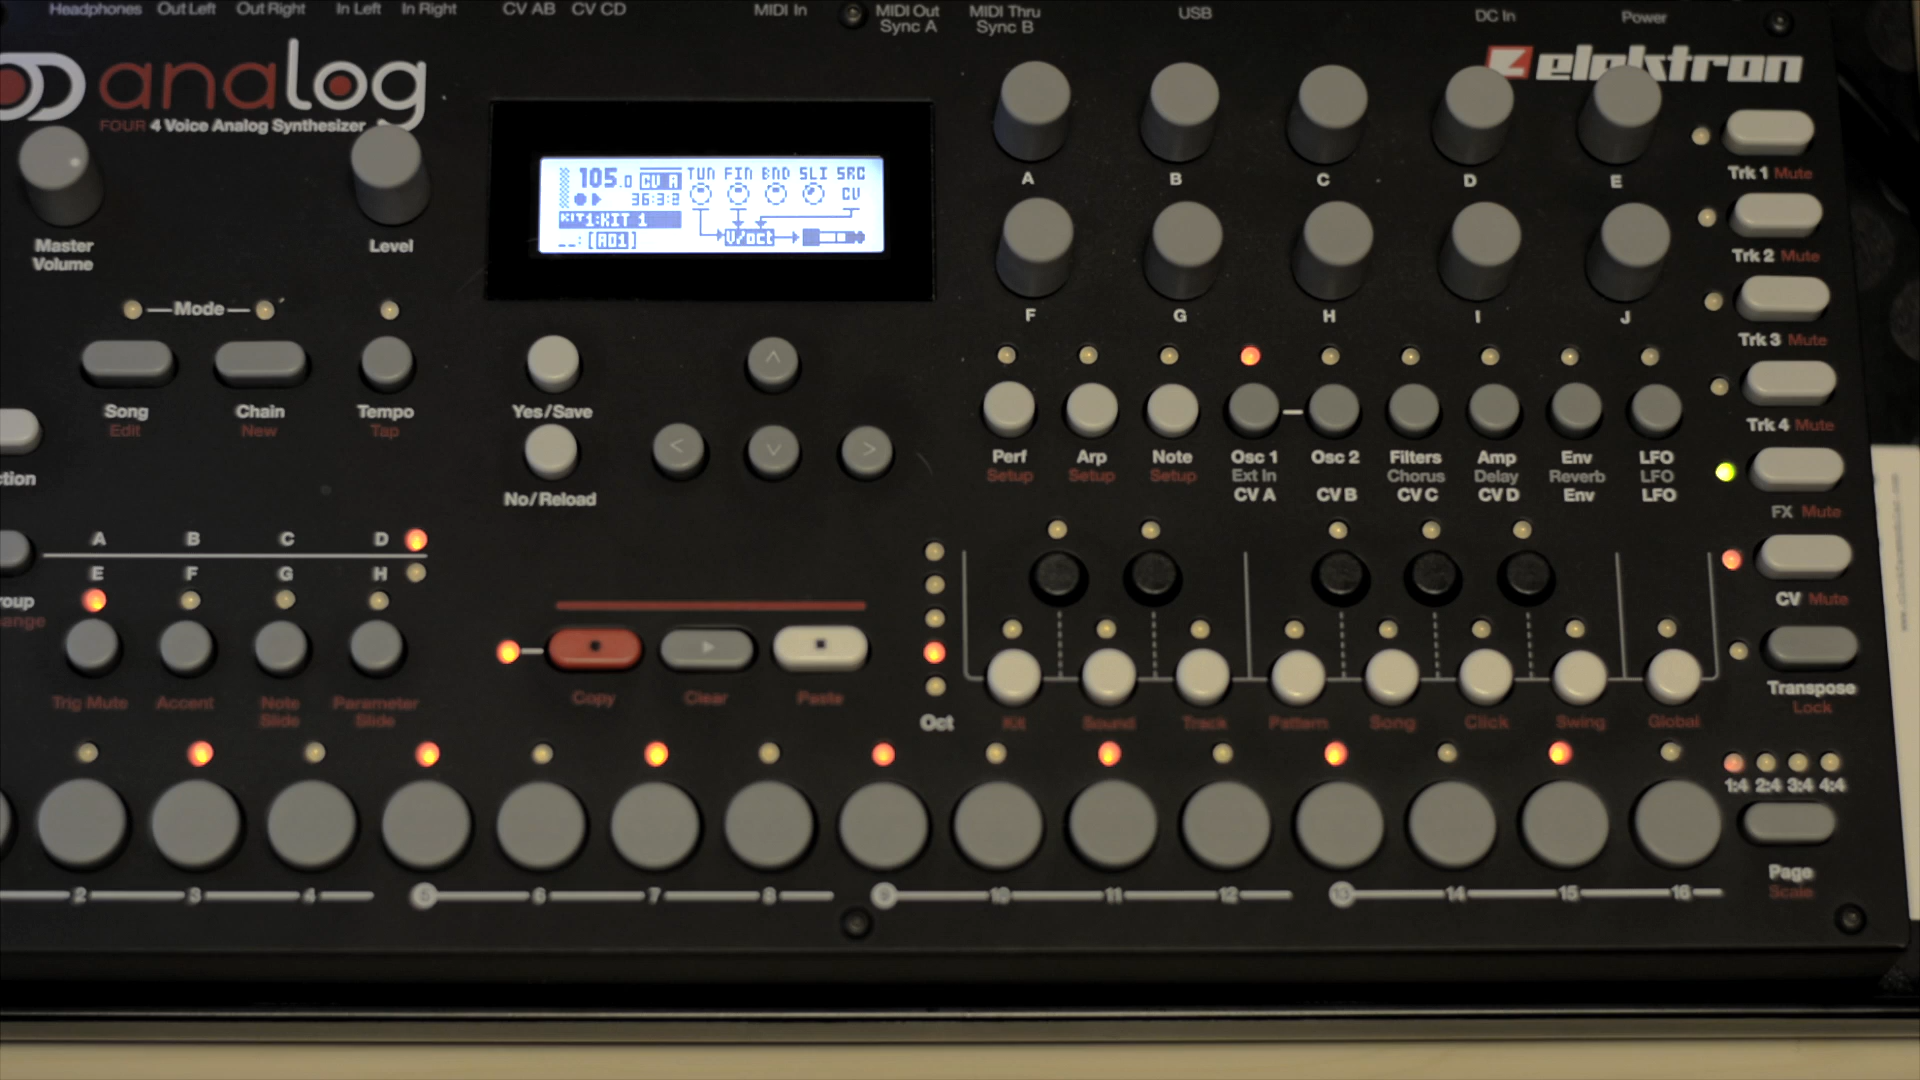 Headphones Out Left Out Right In Left In Right CV AB CV CD MIDI In MIDI Out MIDI Thru USB DC In Power
Sync A Sync B
analog
FOUR 4 Voice Analog Synthesizer
elektron
Master
Volume
Level
105.0 CV A TUN FIN BND SLI SRC
CV
KIT1:KIT 1
[A01] V/oct
A B C D E
F G H I J
Trk 1 Mute
Trk 2 Mute
Trk 3 Mute
Trk 4 Mute
FX Mute
CV Mute
Transpose
Lock
Mode
Song Chain Tempo
Edit New Tap
Yes/Save
No/Reload
^
< v >
Perf Arp Note Osc 1 Osc 2 Filters Amp Env LFO
Setup Setup Setup Ext In Chorus Delay Reverb LFO
CV A CV B CV C CV D Env LFO
A B C D
E F G H
Trig Mute Accent Note Parameter
Slide Slide
Copy Clear Paste
Oct
Kit Sound Track Pattern Song Click Swing Global
1:4 2:4 3:4 4:4
2 3 4 5 6 7 8 9 10 11 12 13 14 15 16
Page
Scale